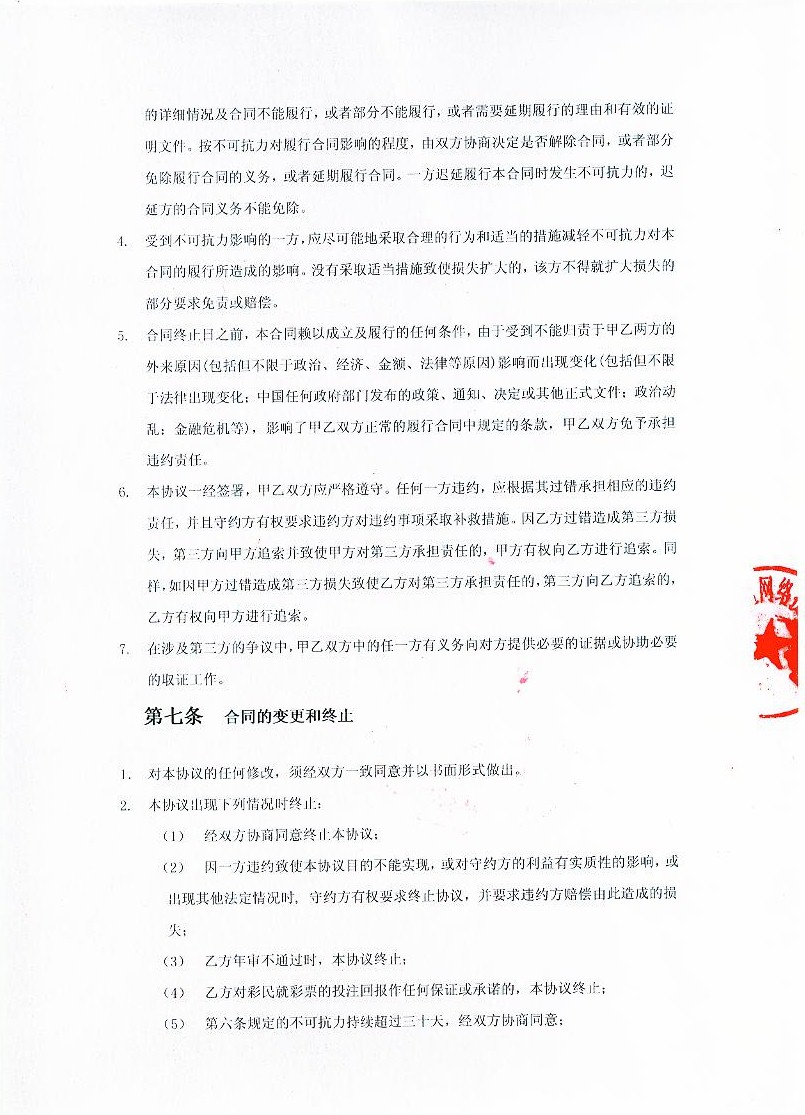 的详细情况及合同不能履行，或者部分不能履行，或者需要延期履行的理由和有效的证
明文件。按不可抗力对履行合同影响的程度，由双方协商决定是否解除合同，或者部分
免除履行合同的义务，或者延期履行合同。一方迟延履行本合同时发生不可抗力的，迟
延方的合同义务不能免除。
4. 受到不可抗力影响的一方，应尽可能地采取合理的行为和适当的措施减轻不可抗力对本
合同的履行所造成的影响。没有采取适当措施致使损失扩大的，该方不得就扩大损失的
部分要求免责或赔偿。
5. 合同终止日之前，本合同赖以成立及履行的任何条件，由于受到不能归责于甲乙两方的
外来原因(包括但不限于政治、经济、金额、法律等原因)影响而出现变化(包括但不限
于法律出现变化；中国任何政府部门发布的政策、通知、决定或其他正式文件；政治动
乱；金融危机等)，影响了甲乙双方正常的履行合同中规定的条款，甲乙双方免予承担
违约责任。
6. 本协议一经签署，甲乙双方应严格遵守。任何一方违约，应根据其过错承担相应的违约
责任，并且守约方有权要求违约方对违约事项采取补救措施。因乙方过错造成第三方损
失，第三方向甲方追索并致使甲方对第三方承担责任的，甲方有权向乙方进行追索。同
样，如因甲方过错造成第三方损失致使乙方对第三方承担责任的，第三方向乙方追索的，
乙方有权向甲方进行追索。
7. 在涉及第三方的争议中，甲乙双方中的任一方有义务向对方提供必要的证据或协助必要
的取证工作。
第七条 合同的变更和终止
1. 对本协议的任何修改，须经双方一致同意并以书面形式做出。
2. 本协议出现下列情况时终止：
（1） 经双方协商同意终止本协议；
（2） 因一方违约致使本协议目的不能实现，或对守约方的利益有实质性的影响，或
出现其他法定情况时，守约方有权要求终止协议，并要求违约方赔偿由此造成的损
失；
（3） 乙方年审不通过时，本协议终止；
（4） 乙方对彩民就彩票的投注回报作任何保证或承诺的，本协议终止；
（5） 第六条规定的不可抗力持续超过三十天，经双方协商同意；
网络